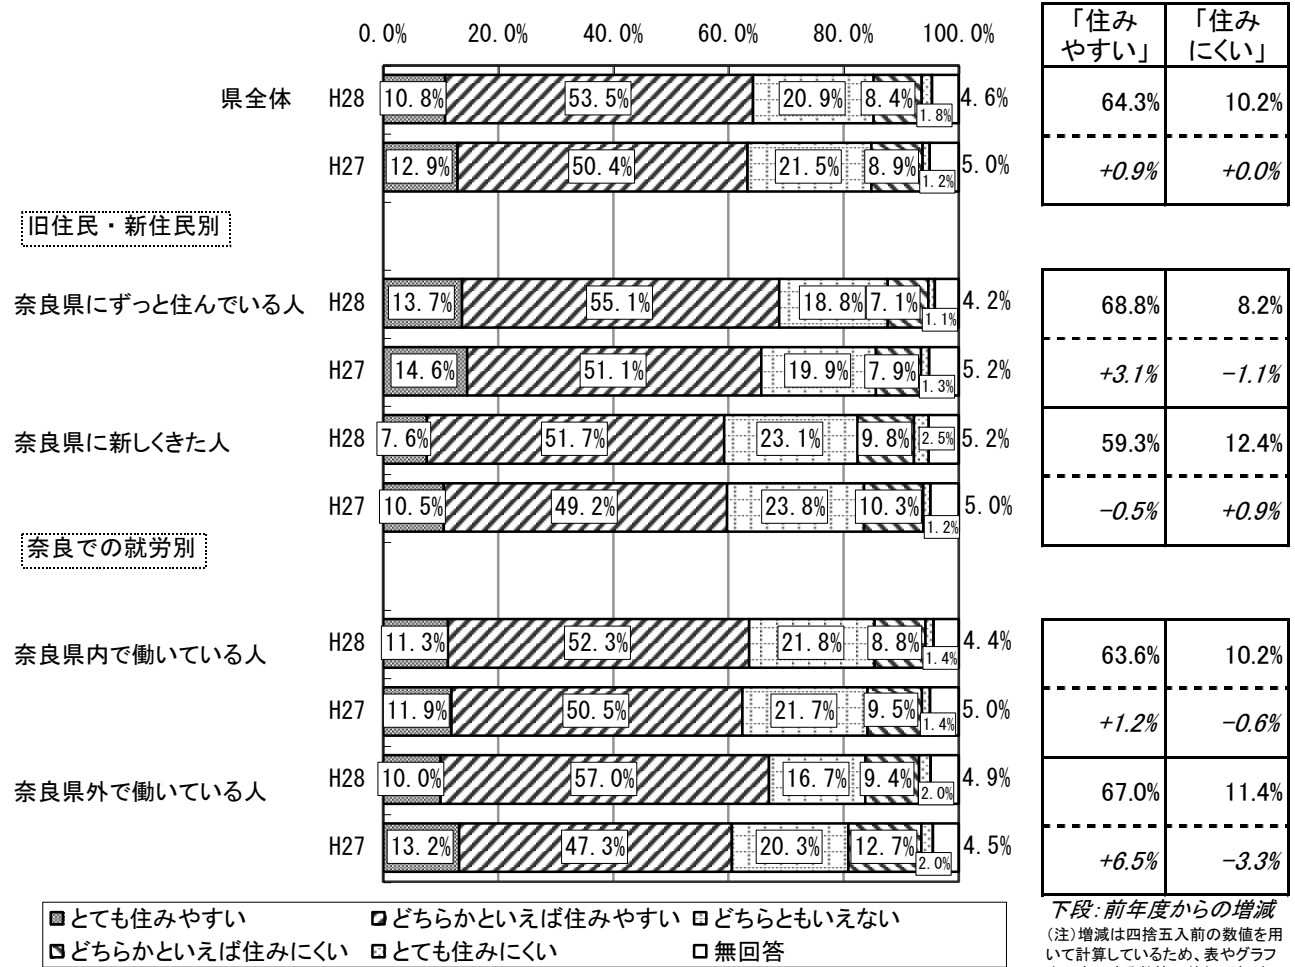 0.0% 20.0% 40.0% 60.0% 80.0% 100.0%
「住みやすい」 「住みにくい」
県全体 H28 10.8% 53.5% 20.9% 8.4% 1.8% 4.6% 64.3% 10.2%
H27 12.9% 50.4% 21.5% 8.9% 1.2% 5.0% +0.9% +0.0%
旧住民・新住民別
奈良県にずっと住んでいる人 H28 13.7% 55.1% 18.8% 7.1% 1.1% 4.2% 68.8% 8.2%
H27 14.6% 51.1% 19.9% 7.9% 1.3% 5.2% +3.1% -1.1%
奈良県に新しくきた人 H28 7.6% 51.7% 23.1% 9.8% 2.5% 5.2% 59.3% 12.4%
H27 10.5% 49.2% 23.8% 10.3% 1.2% 5.0% -0.5% +0.9%
奈良での就労別
奈良県内で働いている人 H28 11.3% 52.3% 21.8% 8.8% 1.4% 4.4% 63.6% 10.2%
H27 11.9% 50.5% 21.7% 9.5% 1.4% 5.0% +1.2% -0.6%
奈良県外で働いている人 H28 10.0% 57.0% 16.7% 9.4% 2.0% 4.9% 67.0% 11.4%
H27 13.2% 47.3% 20.3% 12.7% 2.0% 4.5% +6.5% -3.3%
とても住みやすい どちらかといえば住みやすい どちらともいえない
どちらかといえば住みにくい とても住みにくい 無回答
下段:前年度からの増減
(注)増減は四捨五入前の数値を用
いて計算しているため、表やグラフ